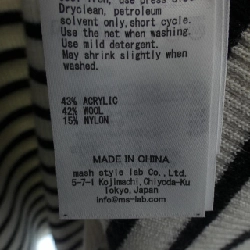 Dryclean, petroleum
solvent only,short cycle.
Use the net when washing.
Use mild detergent.
May shrink slightly when
washed.
43% ACRYLIC
42% WOOL
15% NYLON
MADE IN CHINA
mash style lab Co.,Ltd.
5-7-1 Kojimachi, Chiyoda-Ku
Tokyo, Japan
info@ms-lab.com